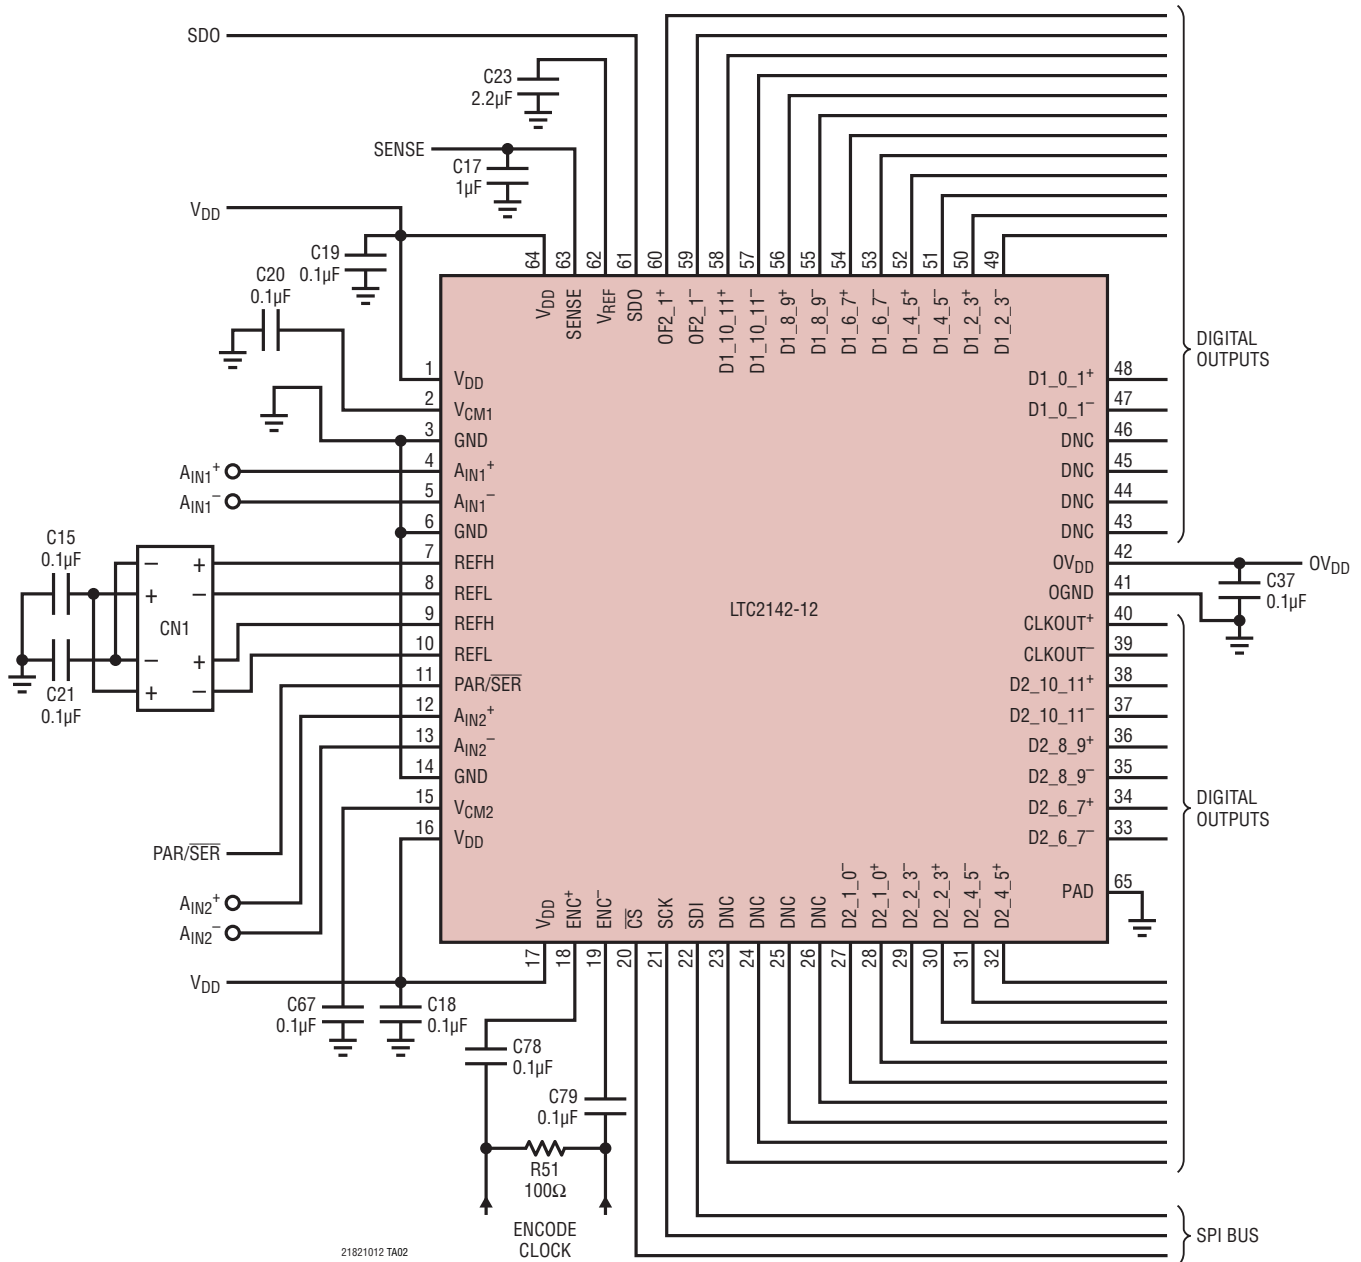 SDO
C23
2.2µF
SENSE
C17
1µF
VDD
C19
0.1µF
C20
0.1µF
64
63
62
61
60
59
58
57
56
55
54
53
52
51
50
49
VDD
SENSE
VREF
SDO
OF2_1+
OF2_1–
D1_10_11+
D1_10_11–
D1_8_9+
D1_8_9–
D1_6_7+
D1_6_7–
D1_4_5+
D1_4_5–
D1_2_3+
D1_2_3–
DIGITAL
OUTPUTS
1 VDD
2 VCM1
3 GND
4 AIN1+
5 AIN1–
6 GND
7 REFH
8 REFL
9 REFH
10 REFL
11 PAR/SER
12 AIN2+
13 AIN2–
14 GND
15 VCM2
16 VDD
AIN1+
AIN1–
C15
0.1µF
– +
+ –
CN1
– +
+ –
C21
0.1µF
LTC2142-12
D1_0_1+ 48
D1_0_1– 47
DNC 46
DNC 45
DNC 44
DNC 43
OVDD 42
OGND 41
CLKOUT+ 40
CLKOUT– 39
D2_10_11+ 38
D2_10_11– 37
D2_8_9+ 36
D2_8_9– 35
D2_6_7+ 34
D2_6_7– 33
PAD 65
OVDD
C37
0.1µF
DIGITAL
OUTPUTS
PAR/SER
AIN2+
AIN2–
VDD
VDD
ENC+
ENC–
CS
SCK
SDI
DNC
DNC
DNC
DNC
D2_1_0–
D2_1_0+
D2_2_3–
D2_2_3+
D2_4_5–
D2_4_5+
17
18
19
20
21
22
23
24
25
26
27
28
29
30
31
32
C67
0.1µF
C18
0.1µF
C78
0.1µF
C79
0.1µF
R51
100Ω
ENCODE
CLOCK
SPI BUS
21821012 TA02